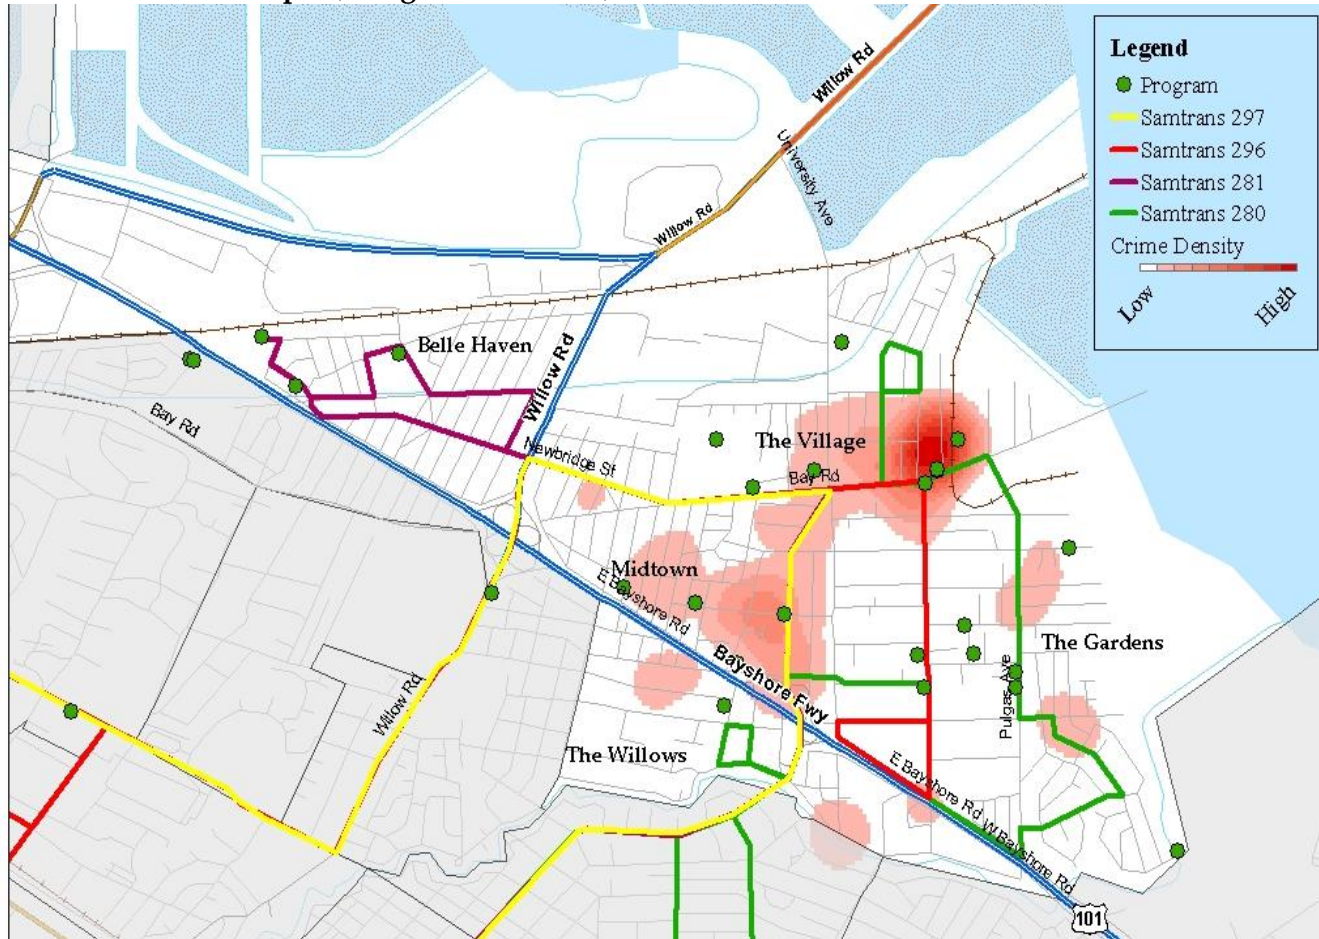 Willow Rd
University Ave
Willow Rd
Legend
Program
Samtrans 297
Samtrans 296
Samtrans 281
Samtrans 280
Crime Density
Low
High
Belle Haven
Willow Rd
Bay Rd
Newbridge St
The Village
Bay Rd
Midtown
E Bayshore Rd
The Gardens
Bayshore Fwy
Pulgas Ave
Willow Rd
The Willows
E Bayshore Rd
W Bayshore Rd
101